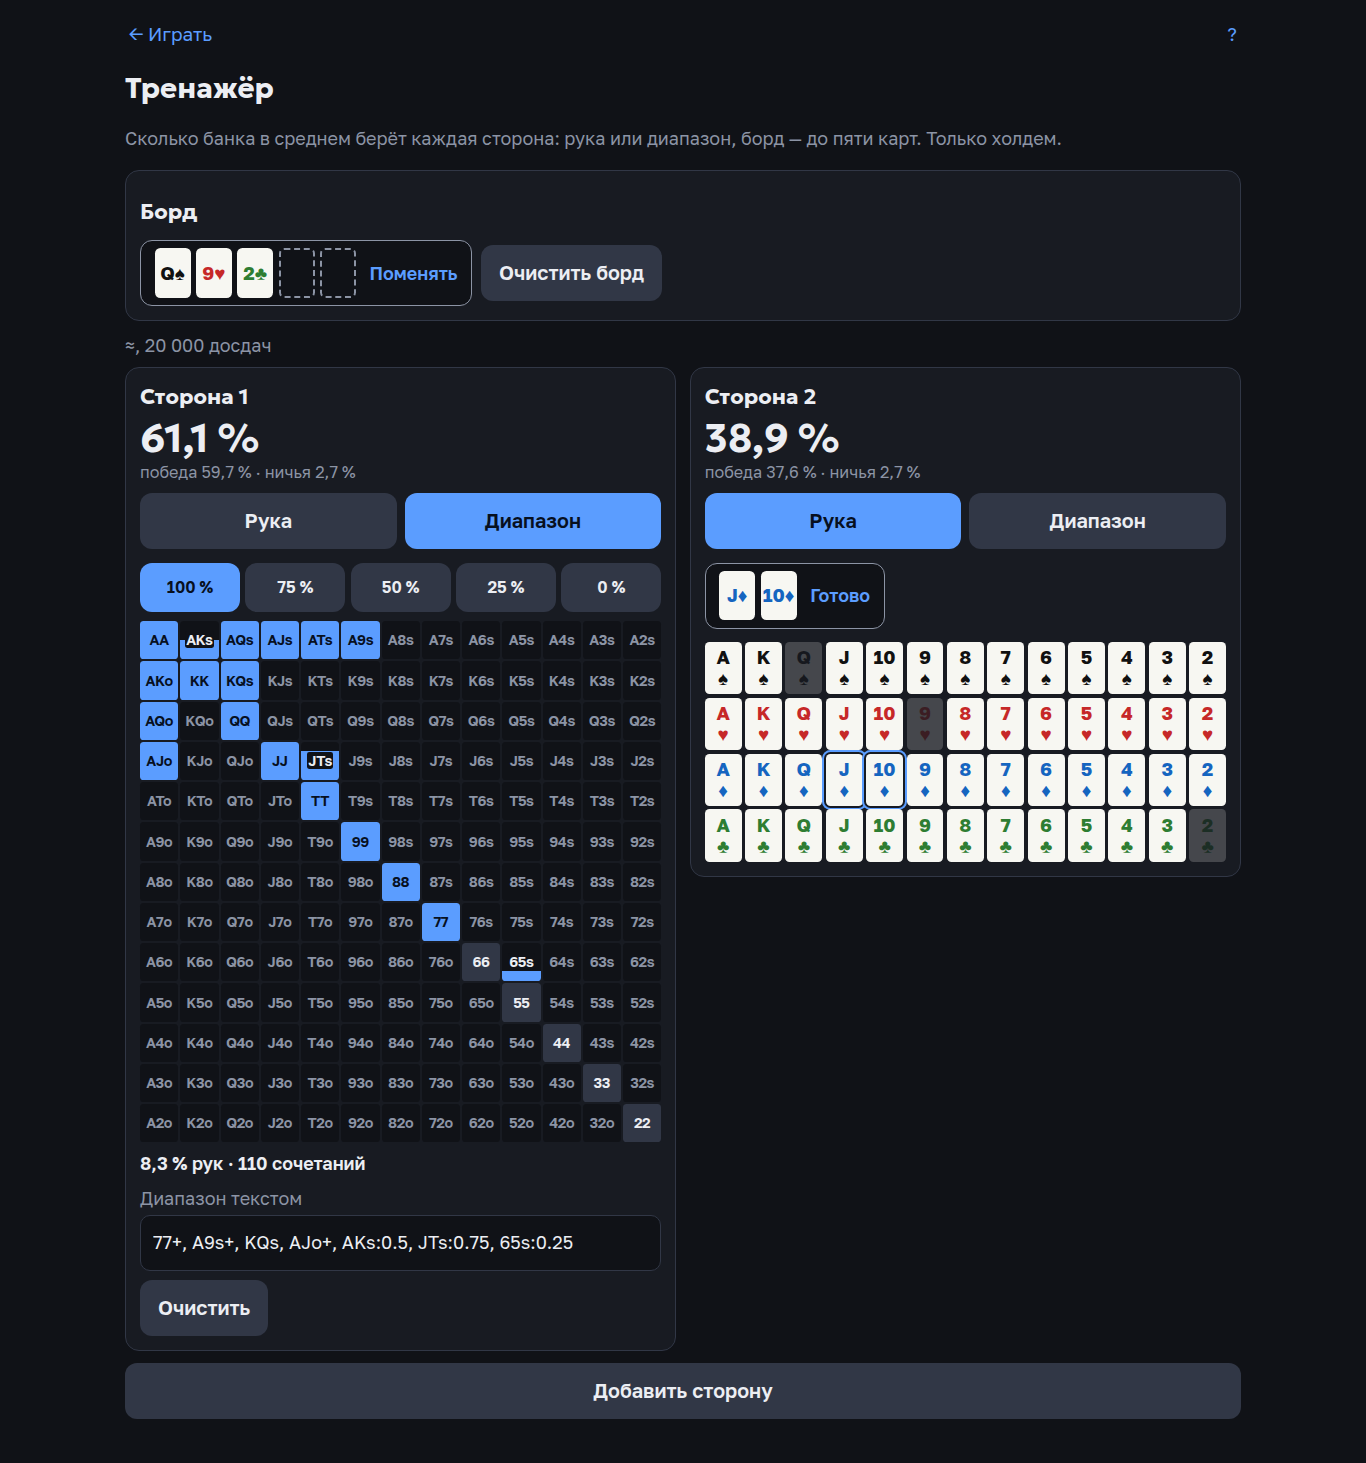 ← Играть ?
Тренажёр
Сколько банка в среднем берёт каждая сторона: рука или диапазон, борд — до пяти карт. Только холдем.
Борд
Q♠ 9♥ 2♣ Поменять Очистить борд
≈, 20 000 досдач
Сторона 1
61,1 %
победа 59,7 % · ничья 2,7 %
Рука Диапазон
100 % 75 % 50 % 25 % 0 %
AA AKs AQs AJs ATs A9s A8s A7s A6s A5s A4s A3s A2s
AKo KK KQs KJs KTs K9s K8s K7s K6s K5s K4s K3s K2s
AQo KQo QQ QJs QTs Q9s Q8s Q7s Q6s Q5s Q4s Q3s Q2s
AJo KJo QJo JJ JTs J9s J8s J7s J6s J5s J4s J3s J2s
ATo KTo QTo JTo TT T9s T8s T7s T6s T5s T4s T3s T2s
A9o K9o Q9o J9o T9o 99 98s 97s 96s 95s 94s 93s 92s
A8o K8o Q8o J8o T8o 98o 88 87s 86s 85s 84s 83s 82s
A7o K7o Q7o J7o T7o 97o 87o 77 76s 75s 74s 73s 72s
A6o K6o Q6o J6o T6o 96o 86o 76o 66 65s 64s 63s 62s
A5o K5o Q5o J5o T5o 95o 85o 75o 65o 55 54s 53s 52s
A4o K4o Q4o J4o T4o 94o 84o 74o 64o 54o 44 43s 42s
A3o K3o Q3o J3o T3o 93o 83o 73o 63o 53o 43o 33 32s
A2o K2o Q2o J2o T2o 92o 82o 72o 62o 52o 42o 32o 22
8,3 % рук · 110 сочетаний
Диапазон текстом
77+, A9s+, KQs, AJo+, AKs:0.5, JTs:0.75, 65s:0.25
Очистить
Сторона 2
38,9 %
победа 37,6 % · ничья 2,7 %
Рука Диапазон
J♦ 10♦ Готово
A K Q J 10 9 8 7 6 5 4 3 2
♠ ♠ ♠ ♠ ♠ ♠ ♠ ♠ ♠ ♠ ♠ ♠ ♠
A K Q J 10 9 8 7 6 5 4 3 2
♥ ♥ ♥ ♥ ♥ ♥ ♥ ♥ ♥ ♥ ♥ ♥ ♥
A K Q J 10 9 8 7 6 5 4 3 2
♦ ♦ ♦ ♦ ♦ ♦ ♦ ♦ ♦ ♦ ♦ ♦ ♦
A K Q J 10 9 8 7 6 5 4 3 2
♣ ♣ ♣ ♣ ♣ ♣ ♣ ♣ ♣ ♣ ♣ ♣ ♣
Добавить сторону